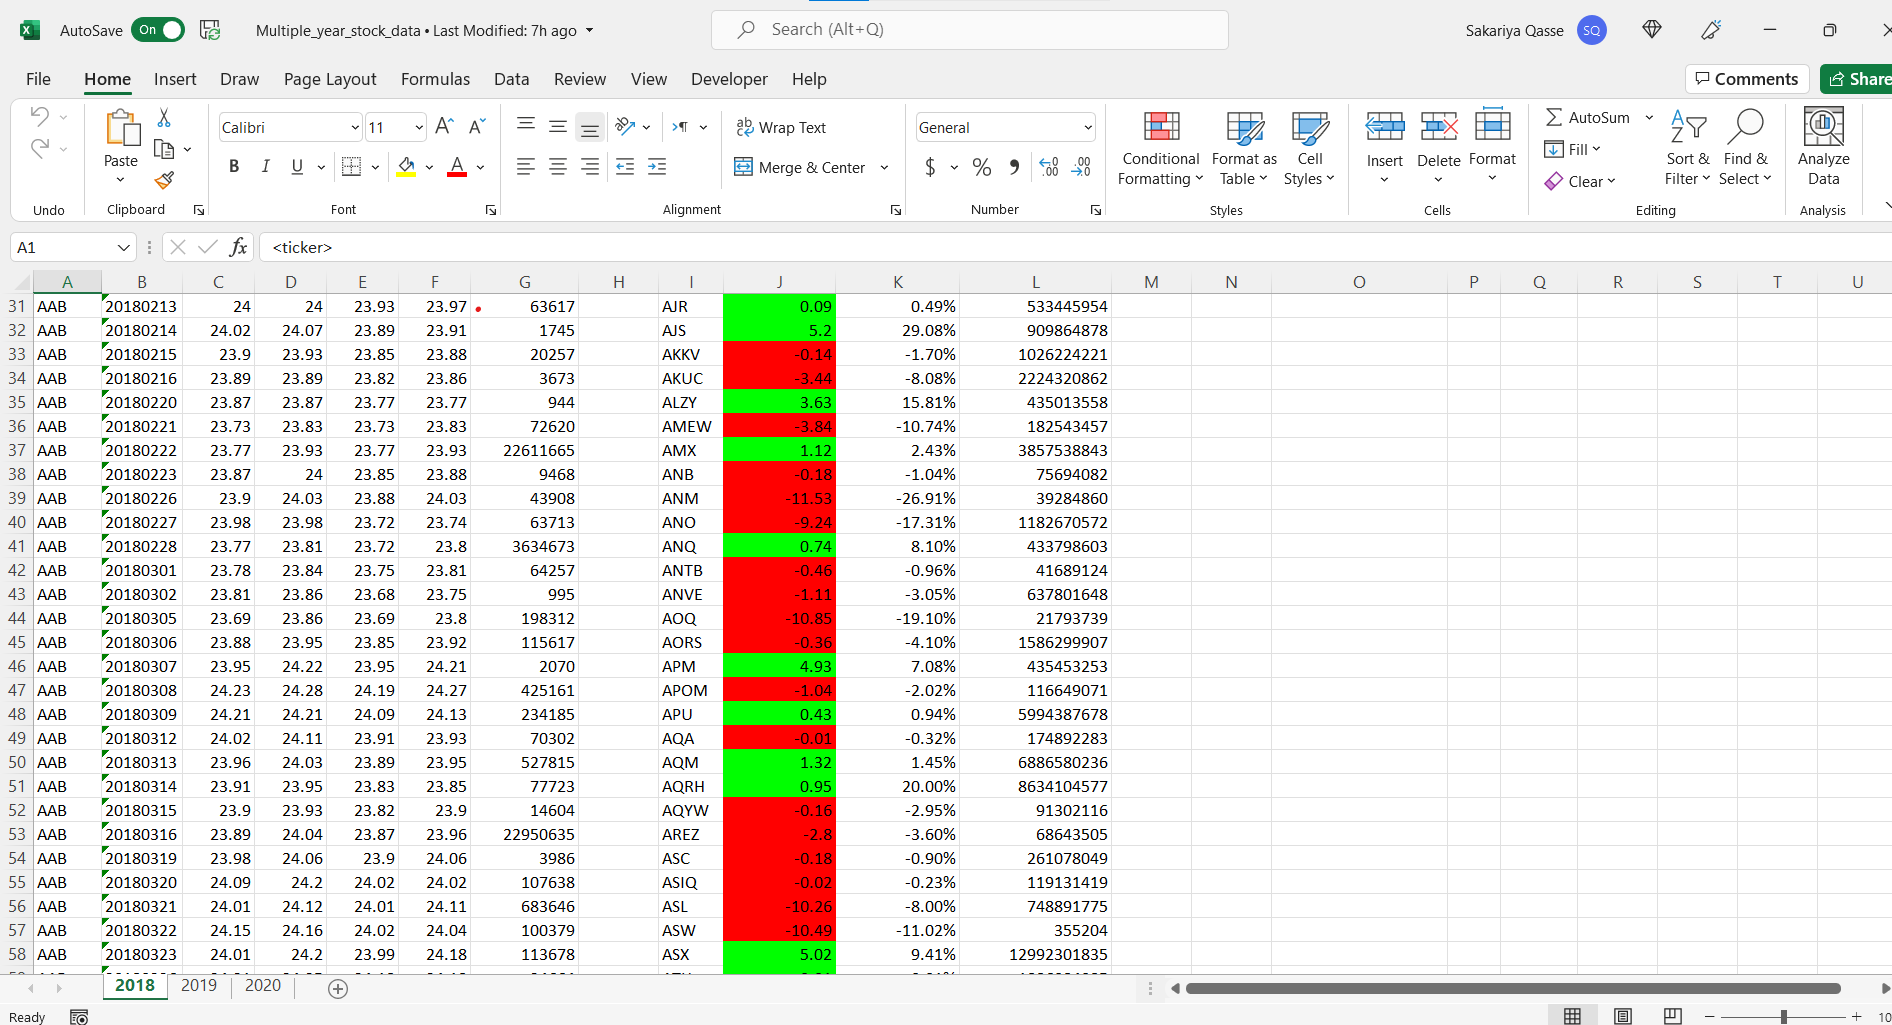 AutoSave On Multiple_year_stock_data • Last Modified: 7h ago Search (Alt+Q) Sakariya Qasse SQ
File Home Insert Draw Page Layout Formulas Data Review View Developer Help Comments Share
Calibri 11 A A ab Wrap Text General AutoSum
Paste B I U A Merge & Center $ % Conditional Formatting Format as Table Cell Styles Insert Delete Format Fill Clear Sort & Filter Find & Select Analyze Data
Undo Clipboard Font Alignment Number Styles Cells Editing Analysis
A1 fx <ticker>
A B C D E F G H I J K L M N O P Q R S T U
31 AAB 20180213 24 24 23.93 23.97 63617 AJR 0.09 0.49% 533445954
32 AAB 20180214 24.02 24.07 23.89 23.91 1745 AJS 5.2 29.08% 909864878
33 AAB 20180215 23.9 23.93 23.85 23.88 20257 AKKV -0.14 -1.70% 1026224221
34 AAB 20180216 23.89 23.89 23.82 23.86 3673 AKUC -3.44 -8.08% 2224320862
35 AAB 20180220 23.87 23.87 23.77 23.77 944 ALZY 3.63 15.81% 435013558
36 AAB 20180221 23.73 23.83 23.73 23.83 72620 AMEW -3.84 -10.74% 182543457
37 AAB 20180222 23.77 23.93 23.77 23.93 22611665 AMX 1.12 2.43% 3857538843
38 AAB 20180223 23.87 24 23.85 23.88 9468 ANB -0.18 -1.04% 75694082
39 AAB 20180226 23.9 24.03 23.88 24.03 43908 ANM -11.53 -26.91% 39284860
40 AAB 20180227 23.98 23.98 23.72 23.74 63713 ANO -9.24 -17.31% 1182670572
41 AAB 20180228 23.77 23.81 23.72 23.8 3634673 ANQ 0.74 8.10% 433798603
42 AAB 20180301 23.78 23.84 23.75 23.81 64257 ANTB -0.46 -0.96% 41689124
43 AAB 20180302 23.81 23.86 23.68 23.75 995 ANVE -1.11 -3.05% 637801648
44 AAB 20180305 23.69 23.86 23.69 23.8 198312 AOQ -10.85 -19.10% 21793739
45 AAB 20180306 23.88 23.95 23.85 23.92 115617 AORS -0.36 -4.10% 1586299907
46 AAB 20180307 23.95 24.22 23.95 24.21 2070 APM 4.93 7.08% 435453253
47 AAB 20180308 24.23 24.28 24.19 24.27 425161 APOM -1.04 -2.02% 116649071
48 AAB 20180309 24.21 24.21 24.09 24.13 234185 APU 0.43 0.94% 5994387678
49 AAB 20180312 24.02 24.11 23.91 23.93 70302 AQA -0.01 -0.32% 174892283
50 AAB 20180313 23.96 24.03 23.89 23.95 527815 AQM 1.32 1.45% 6886580236
51 AAB 20180314 23.91 23.95 23.83 23.85 77723 AQRH 0.95 20.00% 8634104577
52 AAB 20180315 23.9 23.93 23.82 23.9 14604 AQYW -0.16 -2.95% 91302116
53 AAB 20180316 23.89 24.04 23.87 23.96 22950635 AREZ -2.8 -3.60% 68643505
54 AAB 20180319 23.98 24.06 23.9 24.06 3986 ASC -0.18 -0.90% 261078049
55 AAB 20180320 24.09 24.2 24.02 24.02 107638 ASIQ -0.02 -0.23% 119131419
56 AAB 20180321 24.01 24.12 24.01 24.11 683646 ASL -10.26 -8.00% 748891775
57 AAB 20180322 24.15 24.16 24.02 24.04 100379 ASW -10.49 -11.02% 355204
58 AAB 20180323 24.01 24.2 23.99 24.18 113678 ASX 5.02 9.41% 12992301835
2018 2019 2020
Ready 10